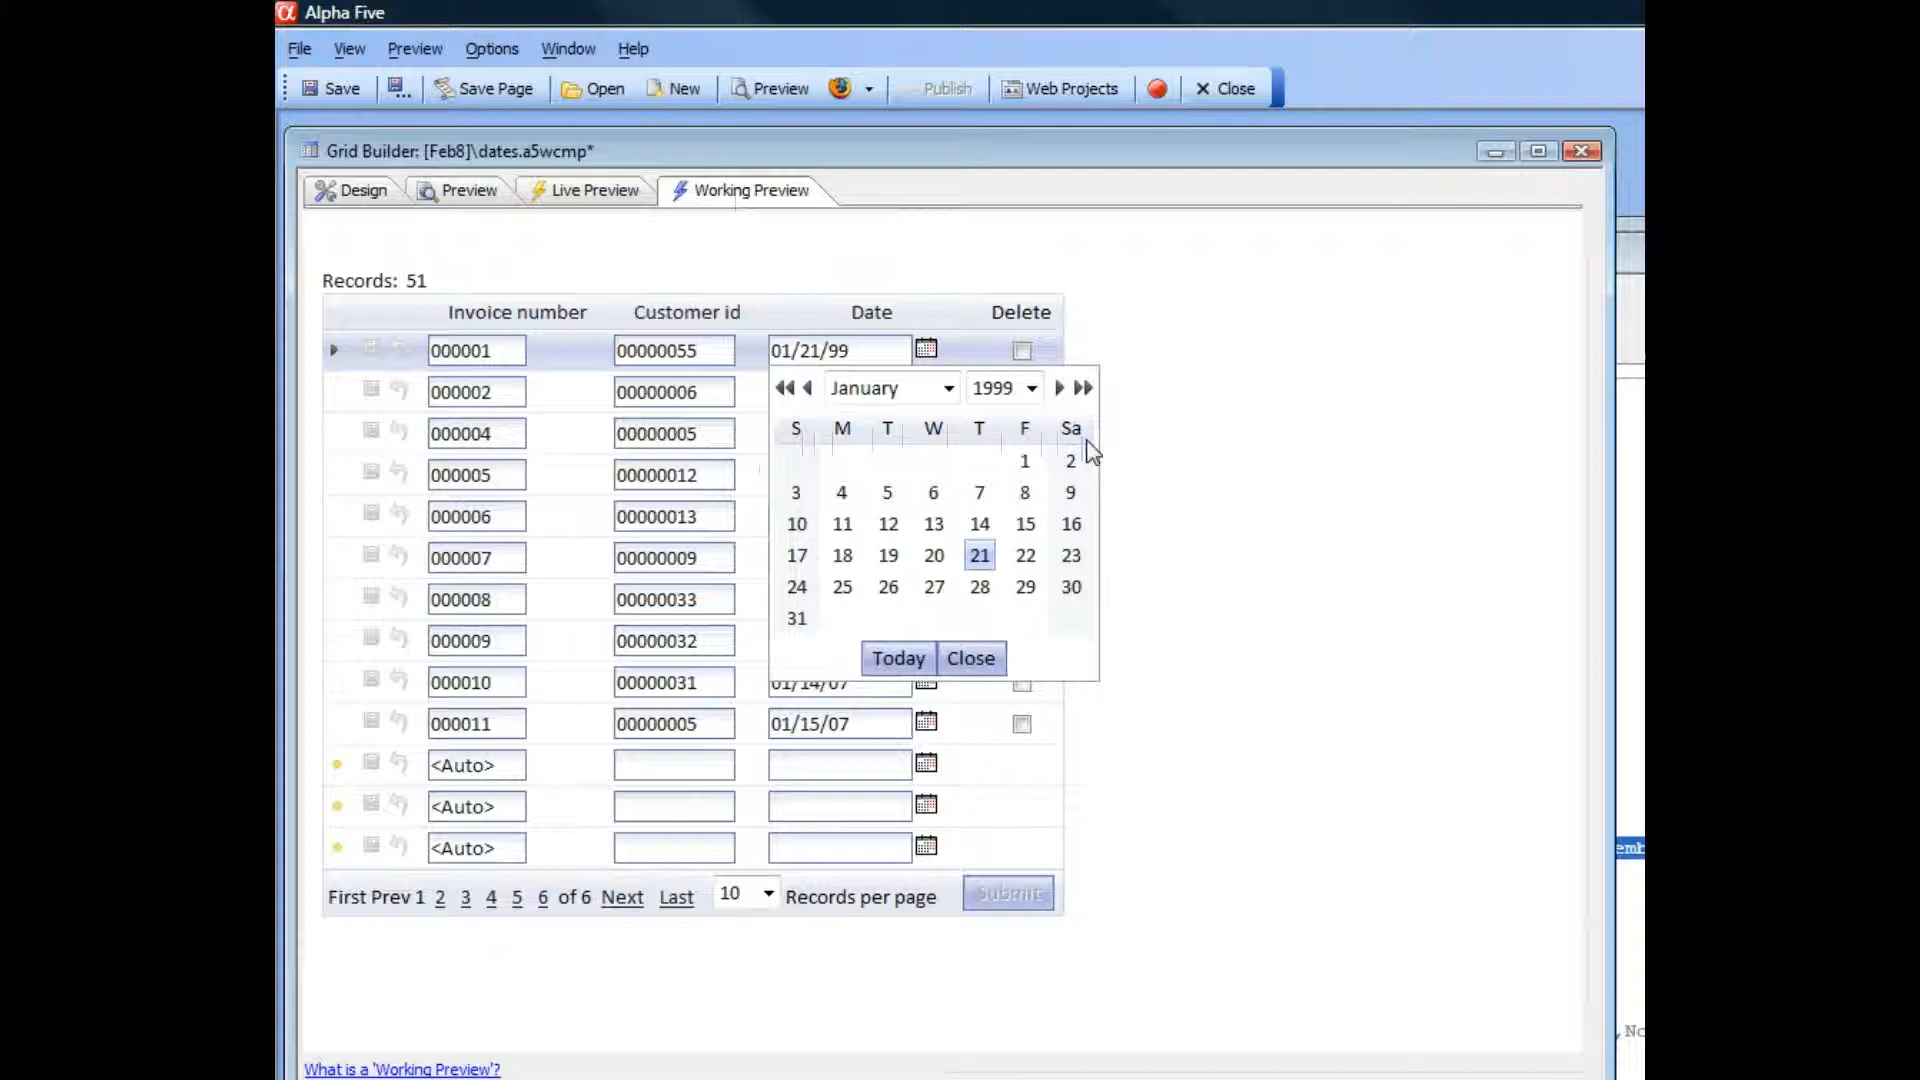 Alpha Five
File View Preview Options Window Help
Save Save Page Open New Preview Publish Web Projects Close
Grid Builder: [Feb8]\dates.a5wcmp*
Design Preview Live Preview Working Preview
Records: 51
Invoice number Customer id Date Delete
000001 00000055 01/21/99
000002 00000006
000004 00000005
000005 00000012
000006 00000013
000007 00000009
000008 00000033
000009 00000032
000010 00000031 01/14/07
000011 00000005 01/15/07
<Auto>
<Auto>
<Auto>
January 1999
S M T W T F Sa
1 2
3 4 5 6 7 8 9
10 11 12 13 14 15 16
17 18 19 20 21 22 23
24 25 26 27 28 29 30
31
Today Close
First Prev 1 2 3 4 5 6 of 6 Next Last 10 Records per page Submit
What is a 'Working Preview'?